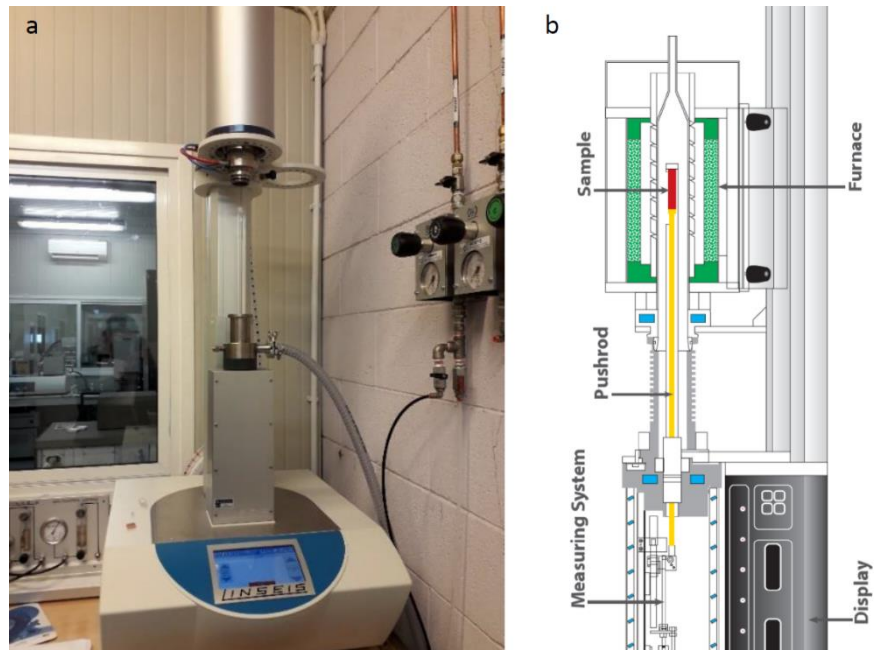 a
b
Sample
Furnace
Pushrod
Measuring System
Display
LINSEIS